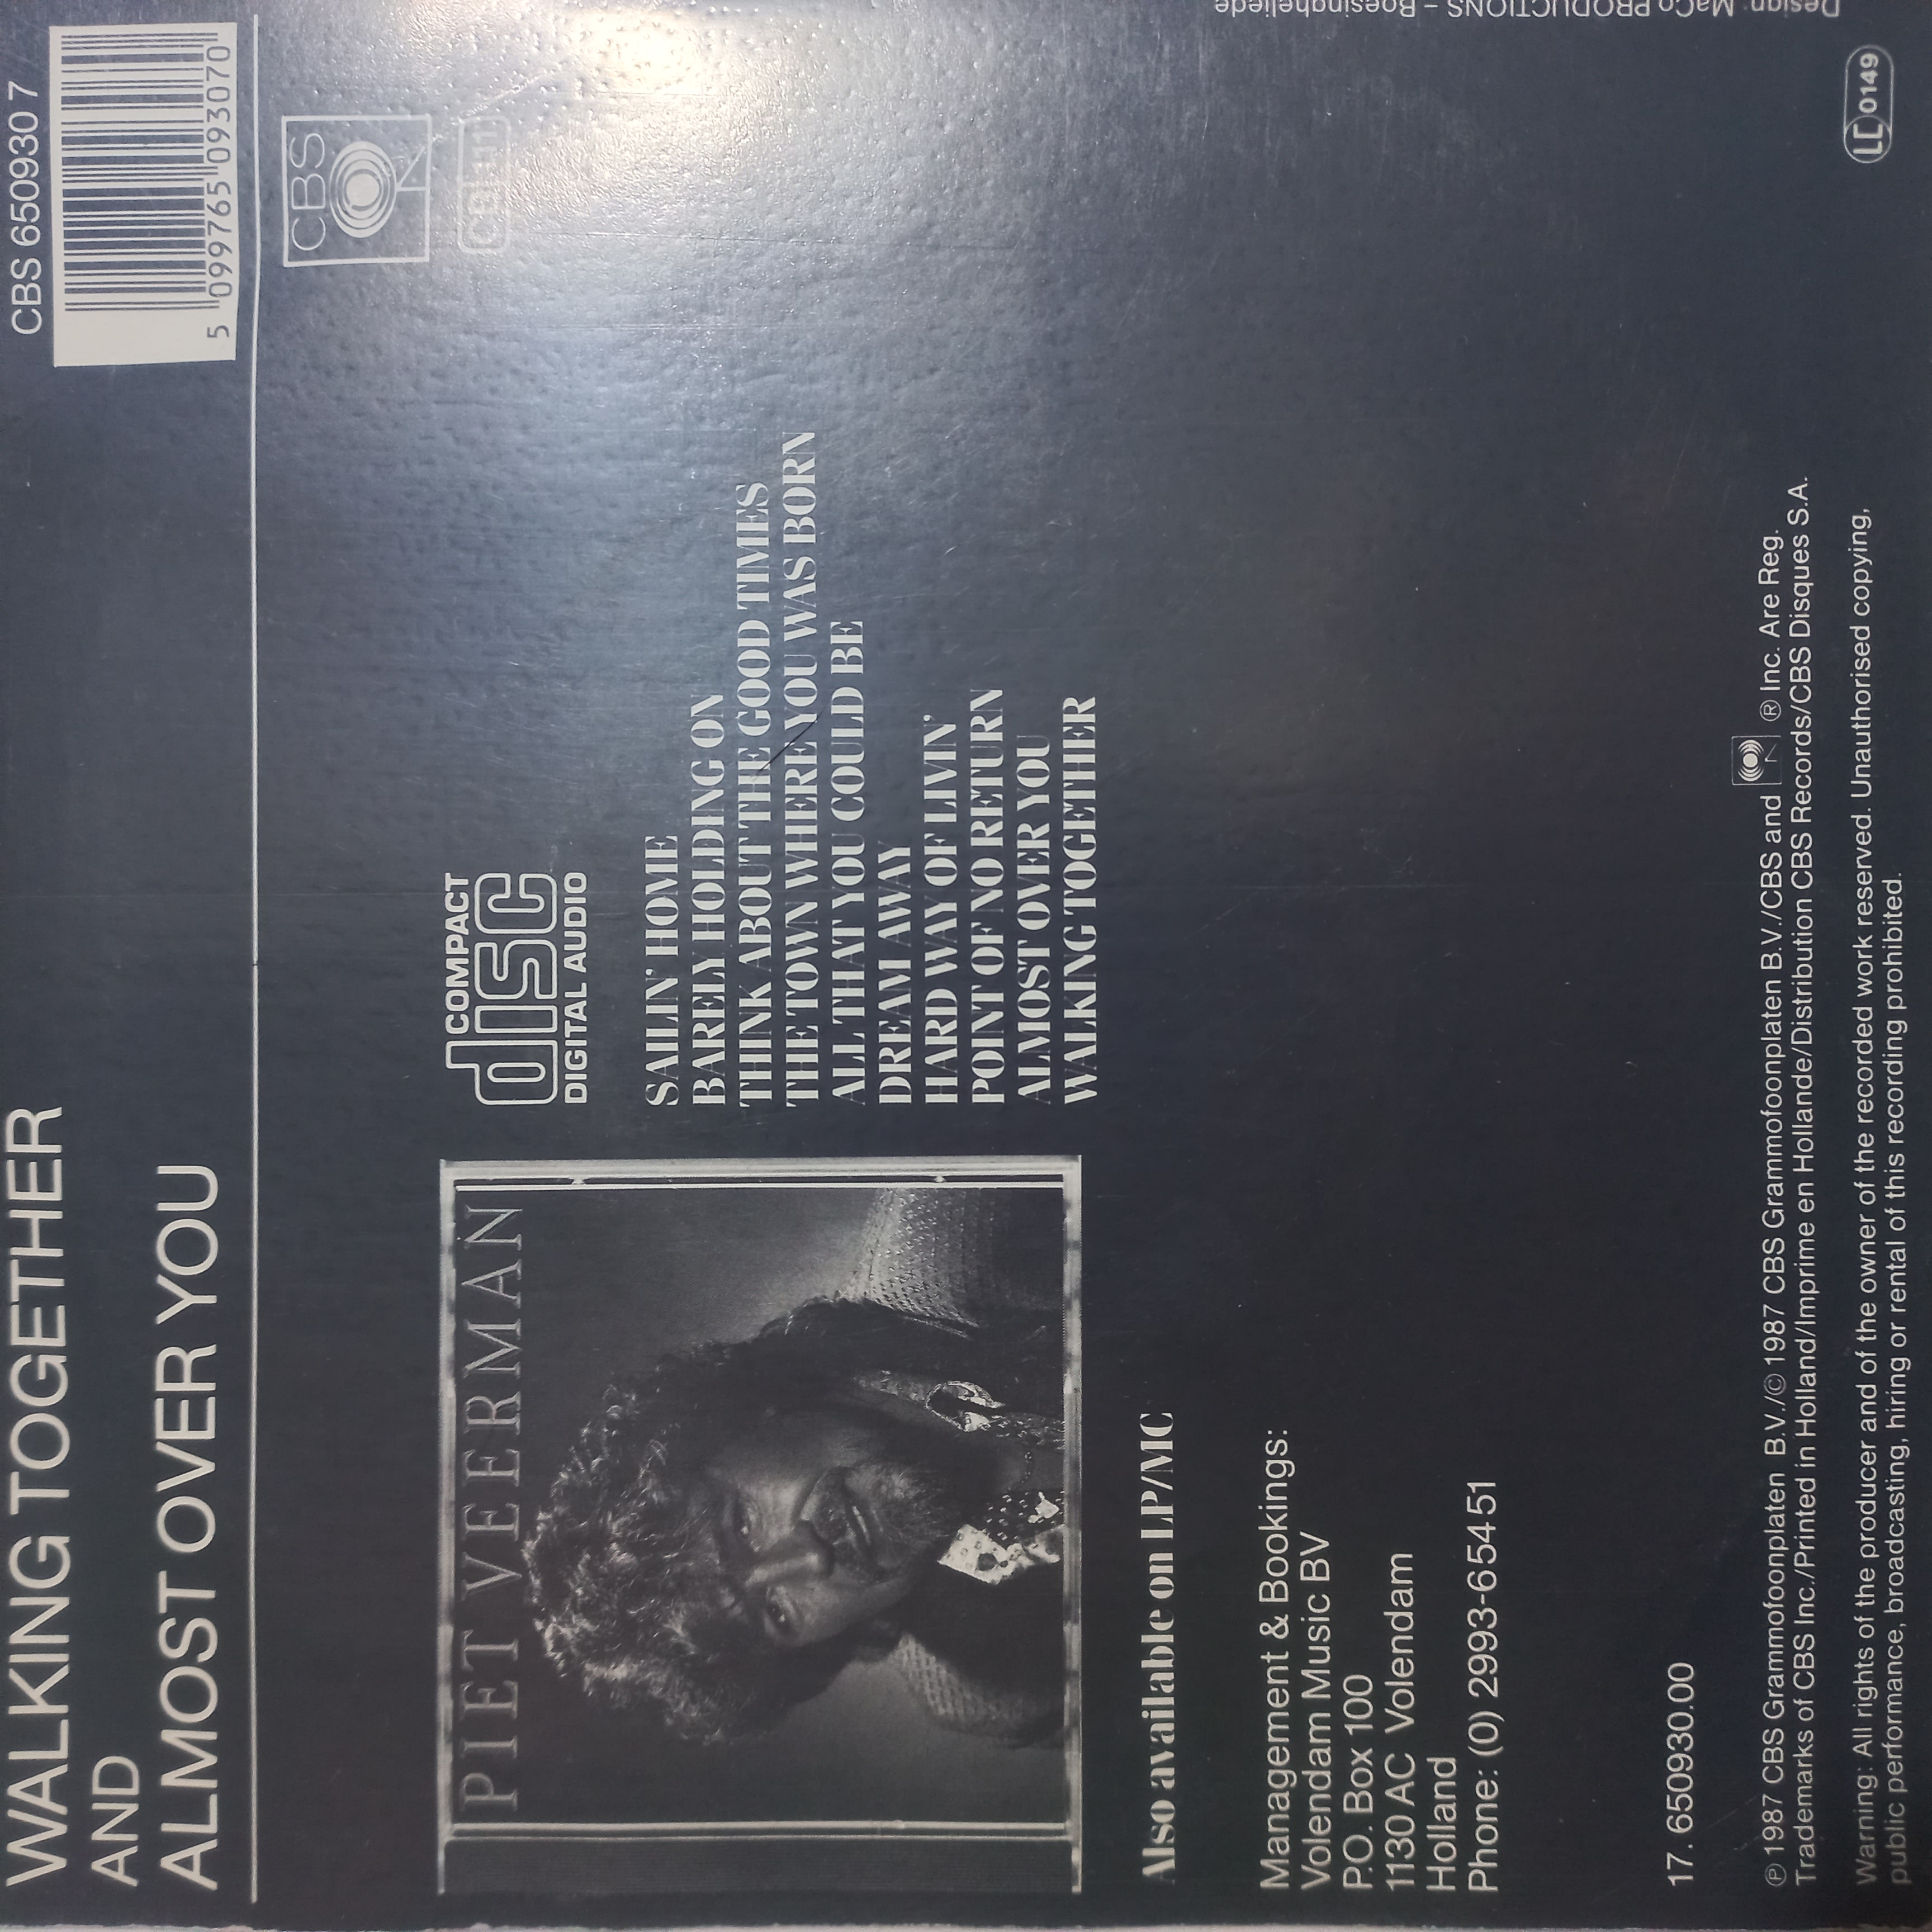 WALKING TOGETHER
AND
ALMOST OVER YOU
CBS 650930 7
5 099765 093070
CBS
COMPACT
disc
DIGITAL AUDIO
PIET VEERMAN
SAILIN' HOME
BARELY HOLDING ON
THINK ABOUT THE GOOD TIMES
THE TOWN WHERE YOU WAS BORN
ALL THAT YOU COULD BE
DREAM AWAY
HARD WAY OF LIVIN'
POINT OF NO RETURN
ALMOST OVER YOU
WALKING TOGETHER
Also available on LP/MC
Management & Bookings:
Volendam Music BV
P.O. Box 100
1130 AC Volendam
Holland
Phone: (0) 2993-65451
17. 650930.00
℗ 1987 CBS Grammofoonplaten B.V./© 1987 CBS Grammofoonplaten B.V./CBS and ® Inc. Are Reg.
Trademarks of CBS Inc./Printed in Holland/Imprime en Hollande/Distribution CBS Records/CBS Disques S.A.
Warning: All rights of the producer and of the owner of the recorded work reserved. Unauthorised copying,
public performance, broadcasting, hiring or rental of this recording prohibited.
LC 0149
Design: MaCo PRODUCTIONS – Boesingheliede